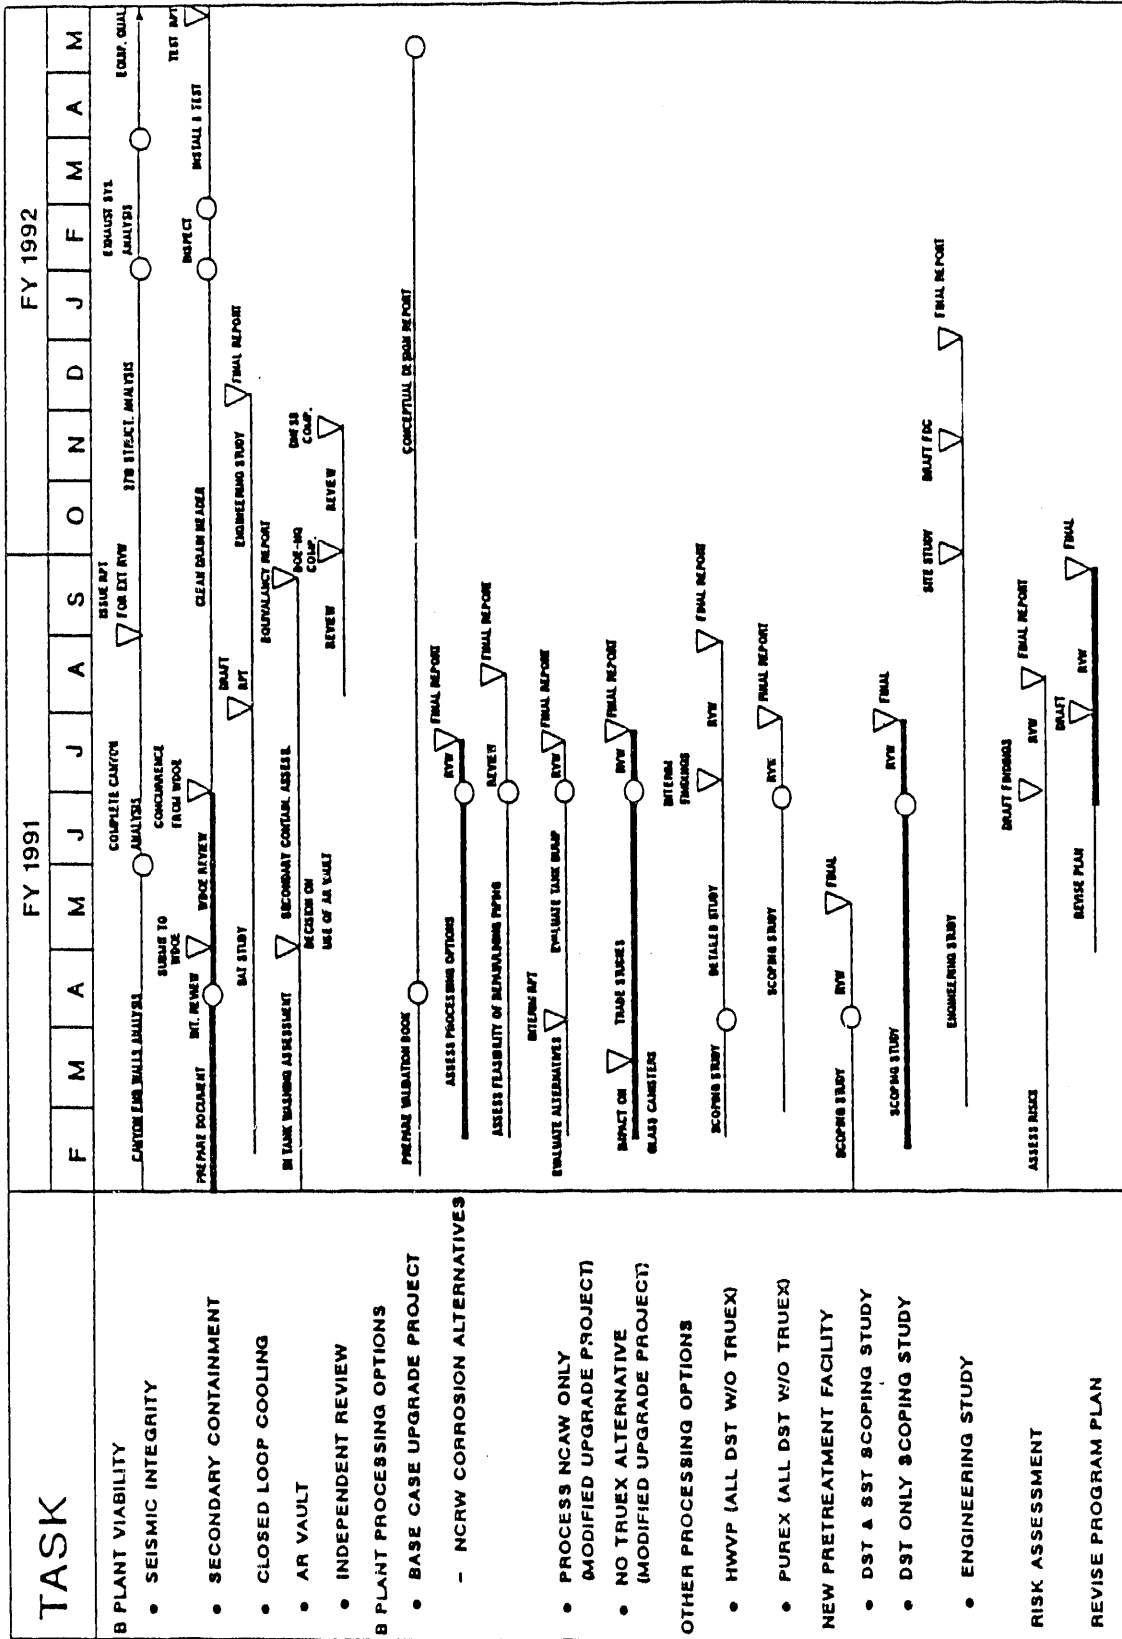 TASK
FY 1991
FY 1992
F M A M J J A S O N D J F M A M
B PLANT VIABILITY
• SEISMIC INTEGRITY
CANYON END WALLS ANALYSIS
COMPLETE CANYON
ANALYSIS
ISSUE RPT
FOR EXT RVW
STRUCT. ANALYSIS
EXHAUST SYS.
ANALYSIS
EQUIP. QUAL
• SECONDARY CONTAINMENT
PREPARE DOCUMENT
INT. REVIEW
SUBMIT TO
WDOE
WDOE REVIEW
CONCURRENCE
FROM WDOE
CLEAN DRAIN HEADER
INSPECT
INSTALL & TEST
TEST RPT
• CLOSED LOOP COOLING
BAT STUDY
DRAFT
RPT
ENGINEERING STUDY
FINAL REPORT
• AR VAULT
IN TANK WASHING ASSESSMENT
DECISION ON
USE OF AR VAULT
SECONDARY CONTAIN. ASSESS.
EQUIVALANCY REPORT
• INDEPENDENT REVIEW
REVIEW
DOE-HQ
COMP.
REVIEW
DNFSB
COMP.
B PLANT PROCESSING OPTIONS
• BASE CASE UPGRADE PROJECT
PREPARE VALIDATION BOOK
CONCEPTUAL DESIGN REPORT
– NCRW CORROSION ALTERNATIVES
ASSESS PROCESSING OPTIONS
RVW
FINAL REPORT
ASSESS FEASIBILITY OF REPAIR/LINING PIPING
REVIEW
FINAL REPORT
• PROCESS NCAW ONLY
(MODIFIED UPGRADE PROJECT)
EVALUATE ALTERNATIVES
INTERIM RPT
EVALUATE TANK BUMP
RVW
FINAL REPORT
• NO TRUEX ALTERNATIVE
(MODIFIED UPGRADE PROJECT)
IMPACT ON
GLASS CANISTERS
TRADE STUDIES
RVW
FINAL REPORT
OTHER PROCESSING OPTIONS
• HWVP (ALL DST W/O TRUEX)
SCOPING STUDY
DETAILED STUDY
INTERIM
FINDINGS
RVW
FINAL REPORT
• PUREX (ALL DST W/O TRUEX)
SCOPING STUDY
RVW
FINAL REPORT
NEW PRETREATMENT FACILITY
• DST & SST SCOPING STUDY
SCOPING STUDY
RVW
FINAL
• DST ONLY SCOPING STUDY
SCOPING STUDY
RVW
FINAL
• ENGINEERING STUDY
ENGINEERING STUDY
SITE STUDY
DRAFT FDC
FINAL REPORT
RISK ASSESSMENT
ASSESS RISKS
DRAFT FINDINGS
RVW
FINAL REPORT
REVISE PROGRAM PLAN
REVISE PLAN
DRAFT
RVW
FINAL